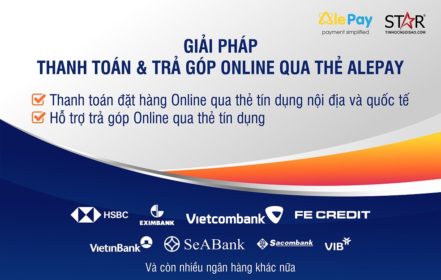 AlePay
payment simplified
STAR
TINHOCNGOISAO.COM
GIẢI PHÁP
THANH TOÁN & TRẢ GÓP ONLINE QUA THẺ ALEPAY
Thanh toán đặt hàng Online qua thẻ tín dụng nội địa và quốc tế
Hỗ trợ trả góp Online qua thẻ tín dụng
HSBC
EXIMBANK
Vietcombank
FE CREDIT
VietinBank
SeABank
Sacombank
VIB
Và còn nhiều ngân hàng khác nữa